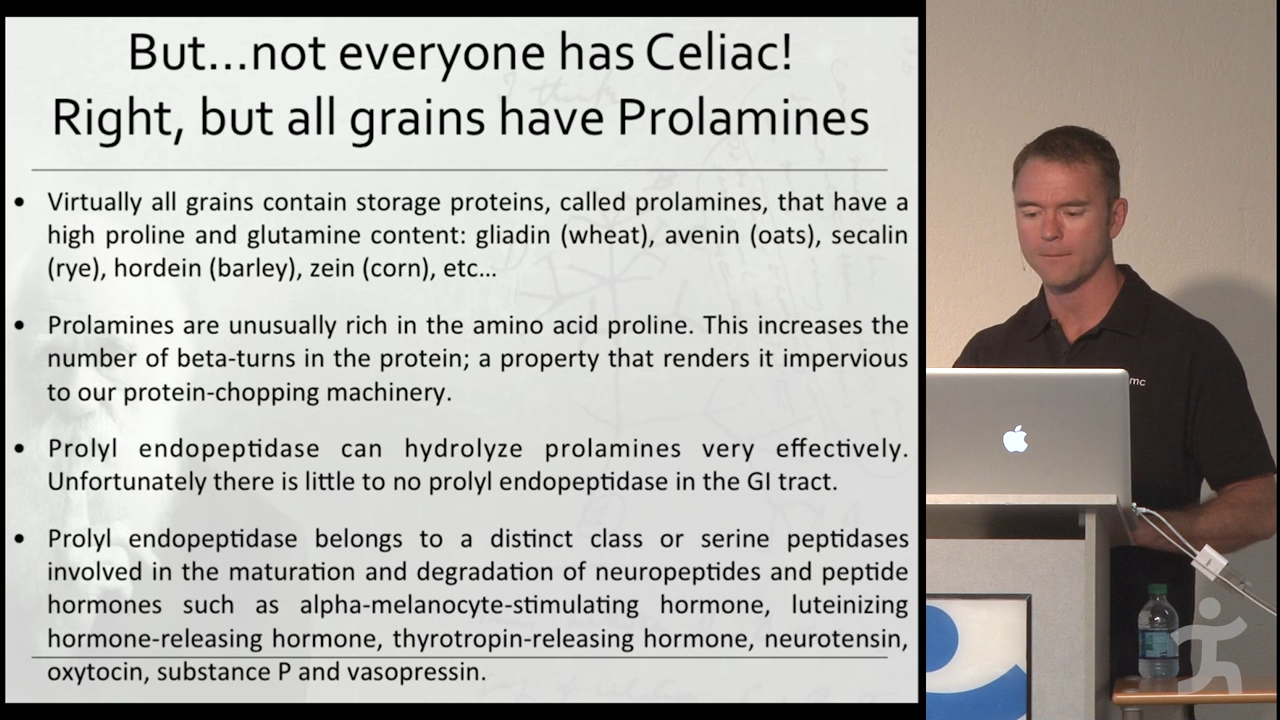 But...not everyone has Celiac!
Right, but all grains have Prolamines
• Virtually all grains contain storage proteins, called prolamines, that have a
high proline and glutamine content: gliadin (wheat), avenin (oats), secalin
(rye), hordein (barley), zein (corn), etc...
• Prolamines are unusually rich in the amino acid proline. This increases the
number of beta-turns in the protein; a property that renders it impervious
to our protein-chopping machinery.
• Prolyl endopeptidase can hydrolyze prolamines very effectively.
Unfortunately there is little to no prolyl endopeptidase in the GI tract.
• Prolyl endopeptidase belongs to a distinct class or serine peptidases
involved in the maturation and degradation of neuropeptides and peptide
hormones such as alpha-melanocyte-stimulating hormone, luteinizing
hormone-releasing hormone, thyrotropin-releasing hormone, neurotensin,
oxytocin, substance P and vasopressin.
mc